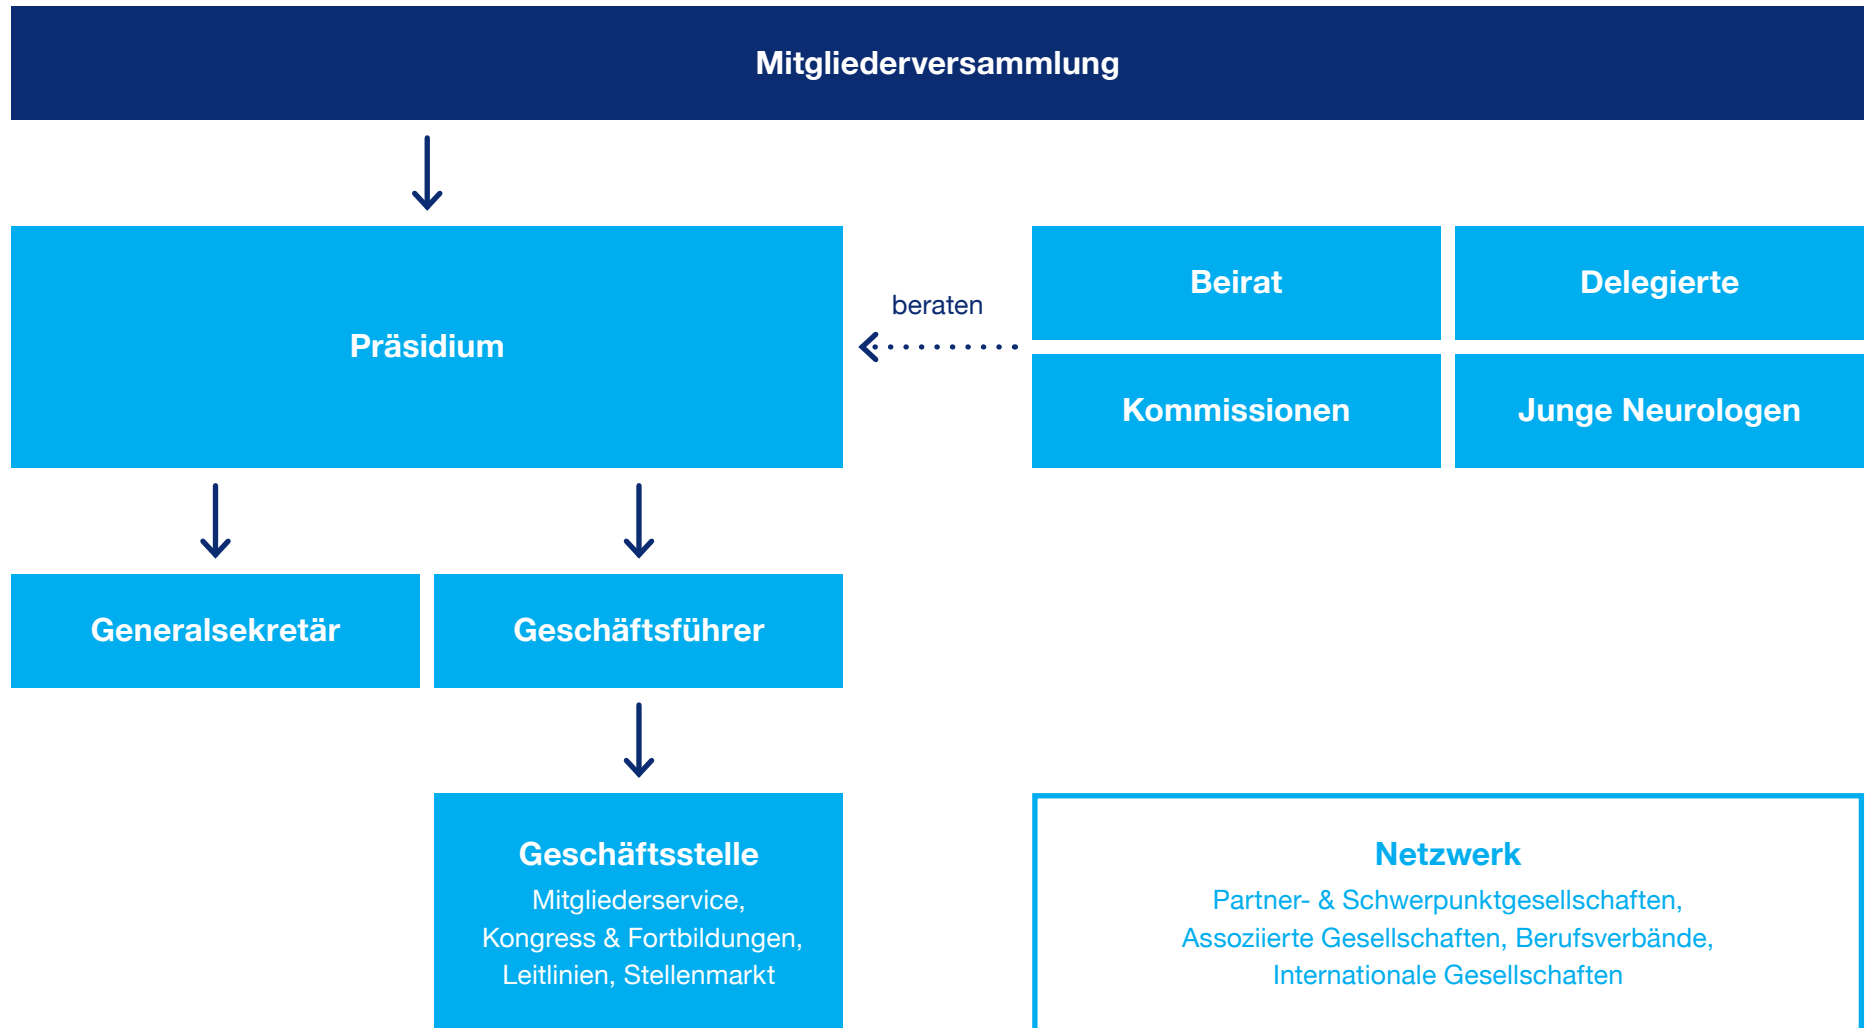 Mitgliederversammlung
Präsidium
beraten
Beirat
Delegierte
Kommissionen
Junge Neurologen
Generalsekretär
Geschäftsführer
Geschäftsstelle
Mitgliederservice,
Kongress & Fortbildungen,
Leitlinien, Stellenmarkt
Netzwerk
Partner- & Schwerpunktgesellschaften,
Assoziierte Gesellschaften, Berufsverbände,
Internationale Gesellschaften